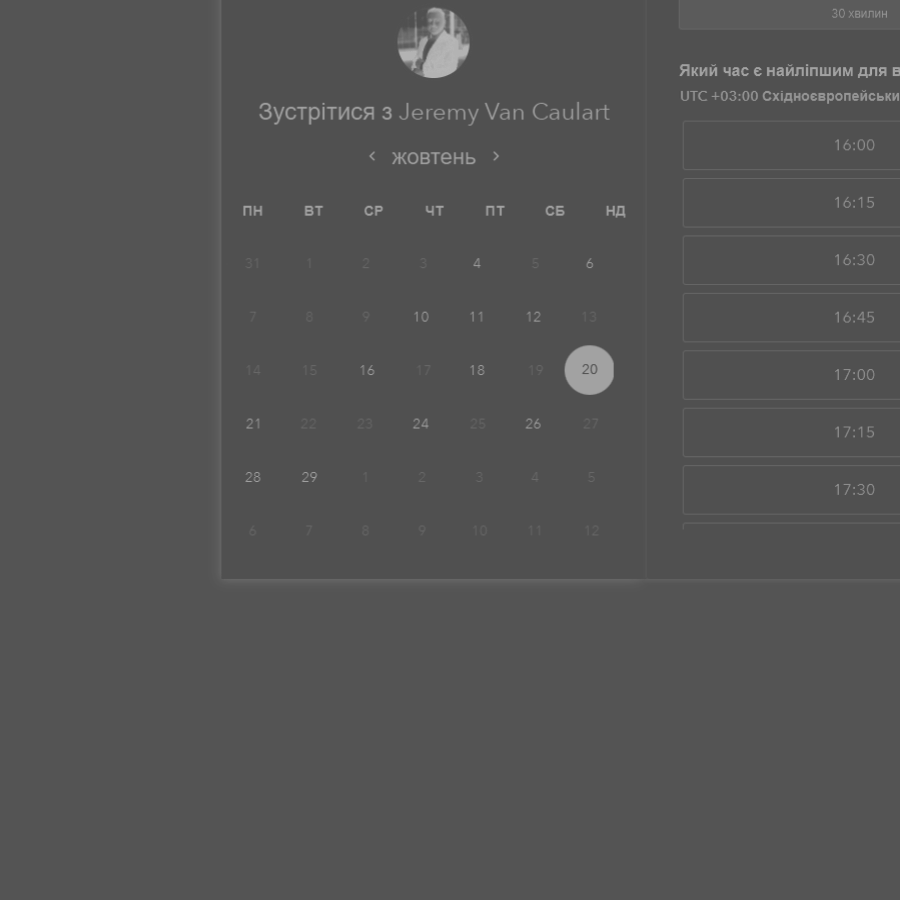 30 хвилин
Який час є найліпшим для в
UTC +03:00 Східноєвропейськи
Зустрітися з Jeremy Van Caulart
жовтень
ПН ВТ СР ЧТ ПТ СБ НД
31 1 2 3 4 5 6
7 8 9 10 11 12 13
14 15 16 17 18 19 20
21 22 23 24 25 26 27
28 29 1 2 3 4 5
6 7 8 9 10 11 12
16:00
16:15
16:30
16:45
17:00
17:15
17:30